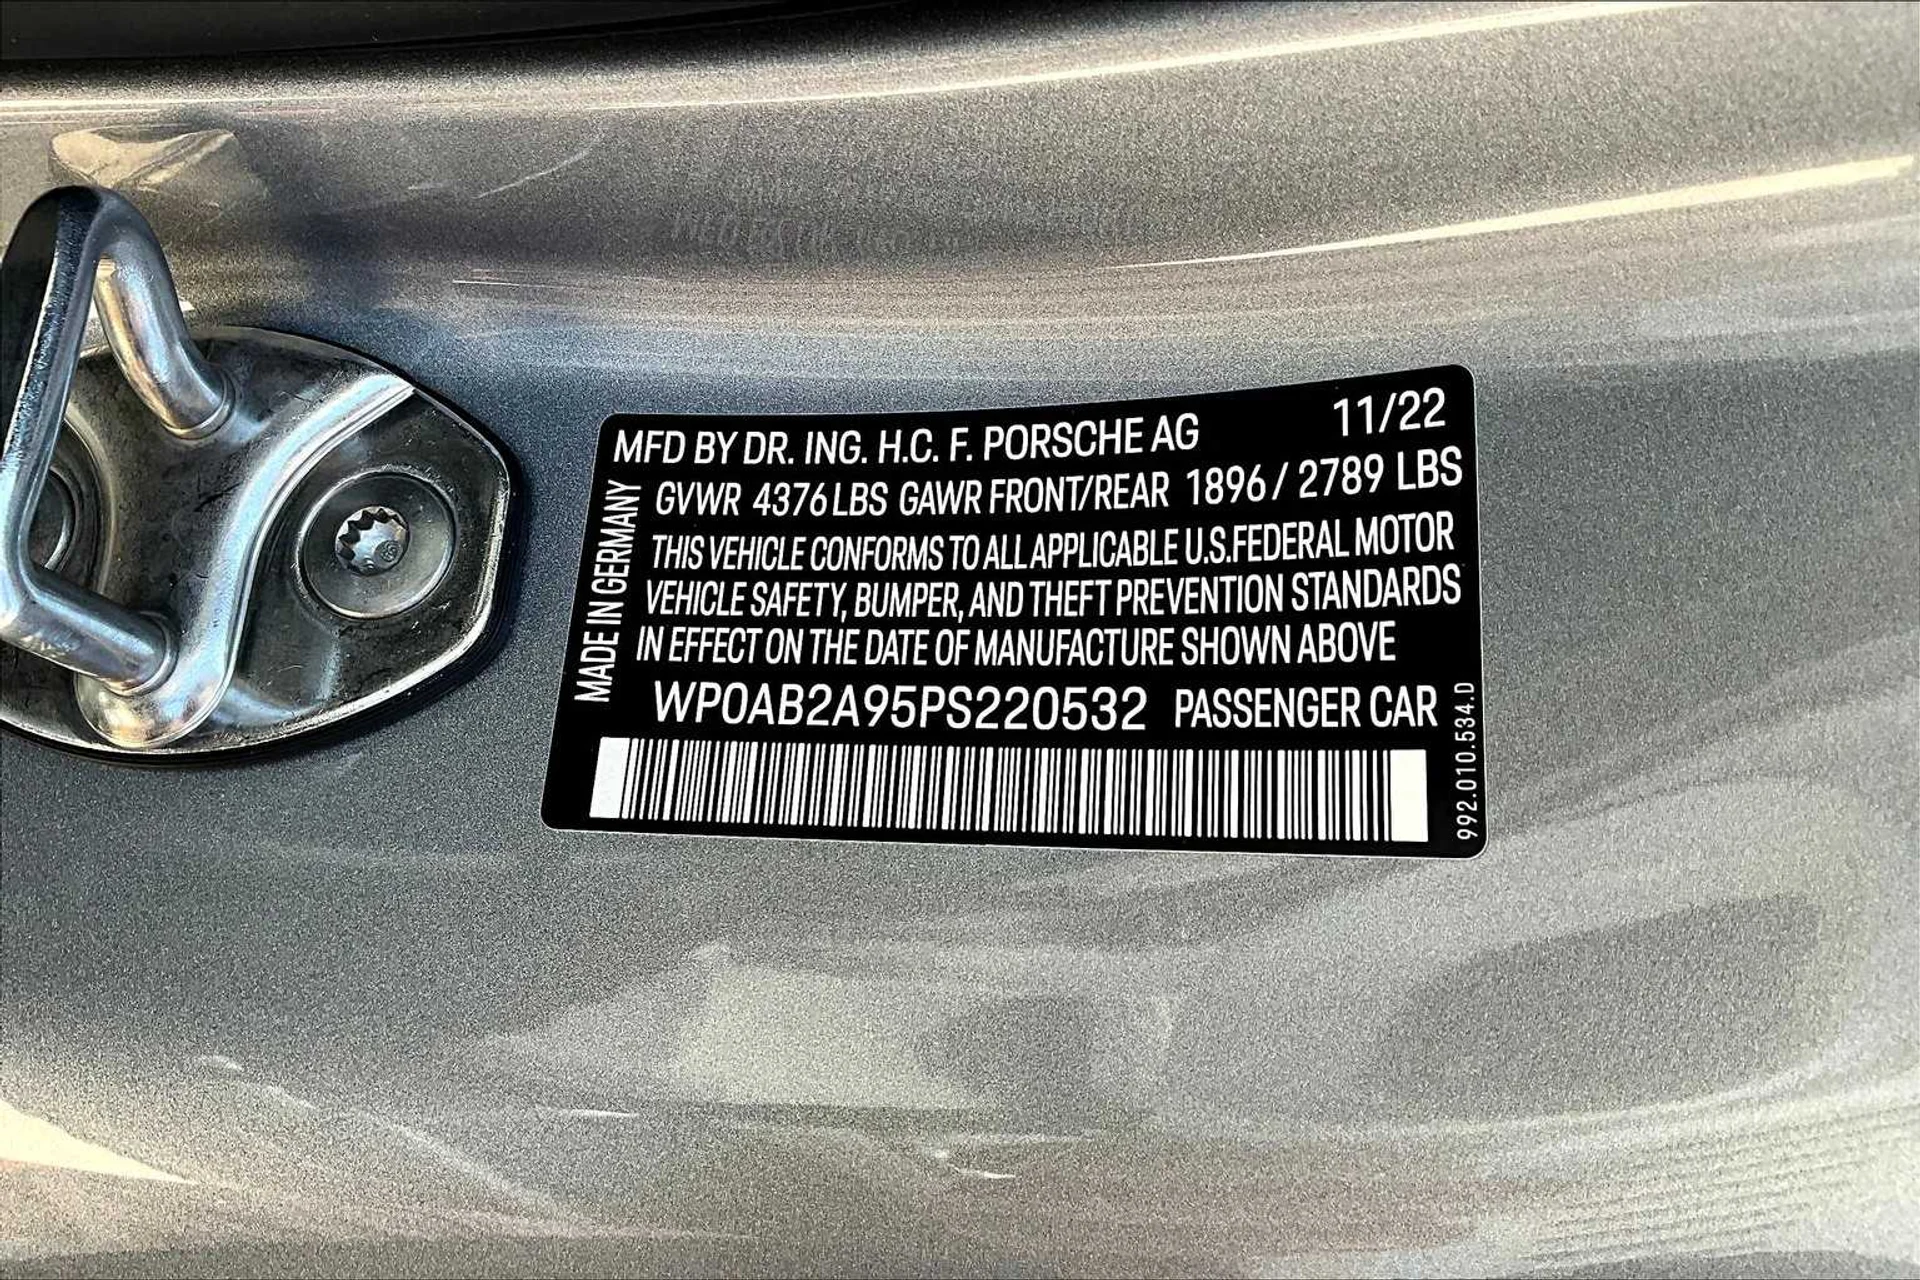 MFD BY DR. ING. H.C. F. PORSCHE AG 11/22
GVWR 4376 LBS GAWR FRONT/REAR 1896 / 2789 LBS
THIS VEHICLE CONFORMS TO ALL APPLICABLE U.S.FEDERAL MOTOR
VEHICLE SAFETY, BUMPER, AND THEFT PREVENTION STANDARDS
IN EFFECT ON THE DATE OF MANUFACTURE SHOWN ABOVE
WP0AB2A95PS220532 PASSENGER CAR
MADE IN GERMANY
992.010.534.D